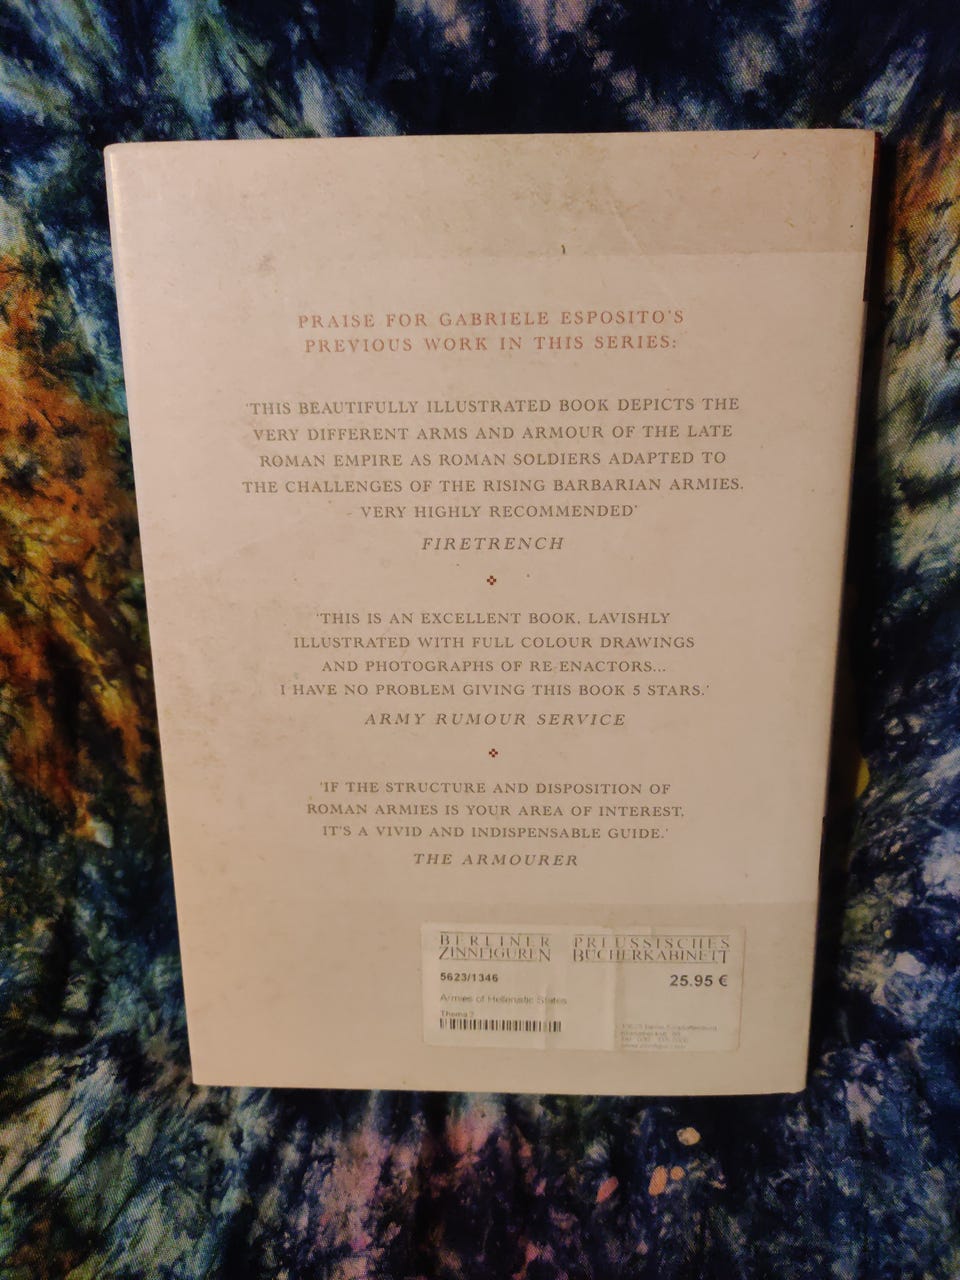 PRAISE FOR GABRIELE ESPOSITO'S
PREVIOUS WORK IN THIS SERIES:
'THIS BEAUTIFULLY ILLUSTRATED BOOK DEPICTS THE
VERY DIFFERENT ARMS AND ARMOUR OF THE LATE
ROMAN EMPIRE AS ROMAN SOLDIERS ADAPTED TO
THE CHALLENGES OF THE RISING BARBARIAN ARMIES.
VERY HIGHLY RECOMMENDED'
FIRETRENCH
'THIS IS AN EXCELLENT BOOK, LAVISHLY
ILLUSTRATED WITH FULL COLOUR DRAWINGS
AND PHOTOGRAPHS OF RE ENACTORS...
I HAVE NO PROBLEM GIVING THIS BOOK 5 STARS.'
ARMY RUMOUR SERVICE
'IF THE STRUCTURE AND DISPOSITION OF
ROMAN ARMIES IS YOUR AREA OF INTEREST,
IT'S A VIVID AND INDISPENSABLE GUIDE.'
THE ARMOURER
BERLINER
ZINNFIGUREN
PREUSSISCHES
BÜCHERKABINETT
5623/1346
25.95 €
Armies of Hellenistic States
Thema 2